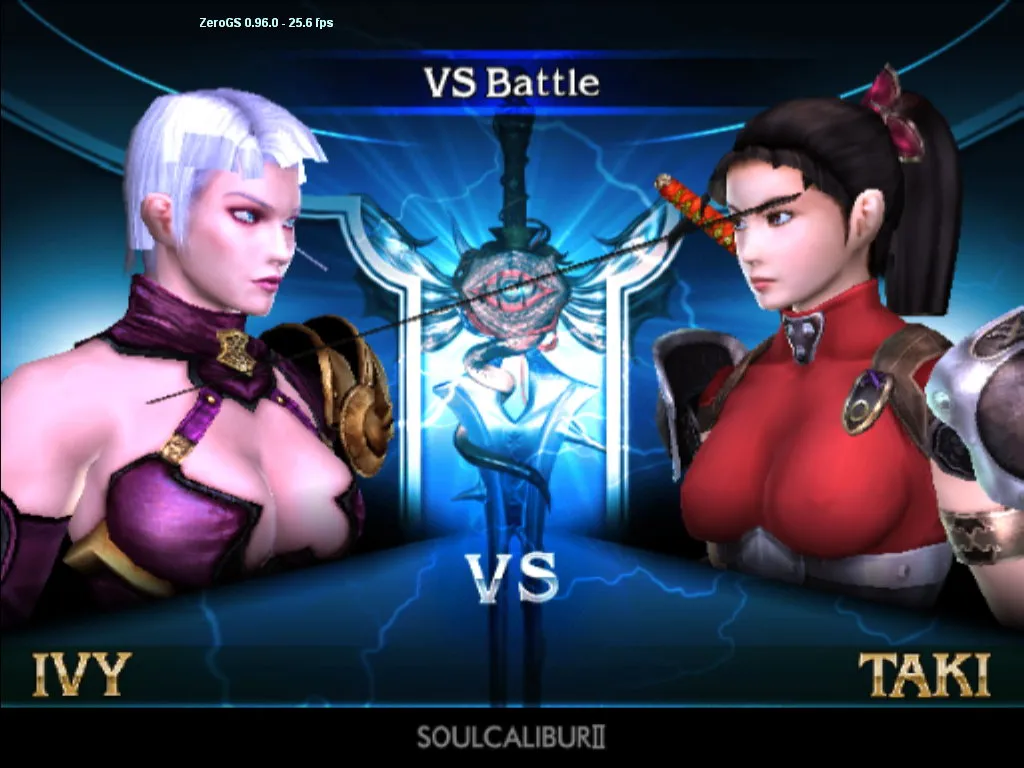 ZeroGS 0.96.0 - 25.6 fps
VS Battle
VS
IVY
TAKI
SOULCALIBUR II